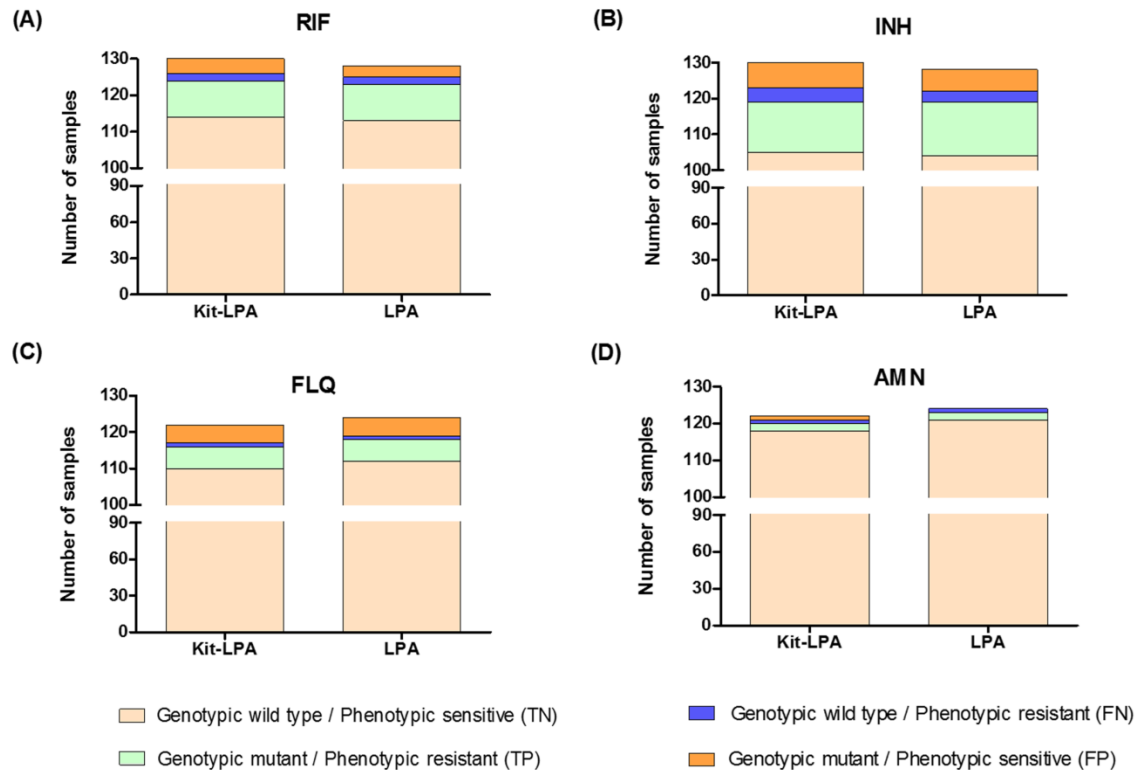 (A)
RIF
Number of samples
130
120
110
100
90
60
30
0
Kit-LPA
LPA
(B)
INH
Number of samples
130
120
110
100
90
60
30
0
Kit-LPA
LPA
(C)
FLQ
Number of samples
130
120
110
100
90
60
30
0
Kit-LPA
LPA
(D)
AMN
Number of samples
130
120
110
100
90
60
30
0
Kit-LPA
LPA
Genotypic wild type / Phenotypic sensitive (TN)
Genotypic mutant / Phenotypic resistant (TP)
Genotypic wild type / Phenotypic resistant (FN)
Genotypic mutant / Phenotypic sensitive (FP)